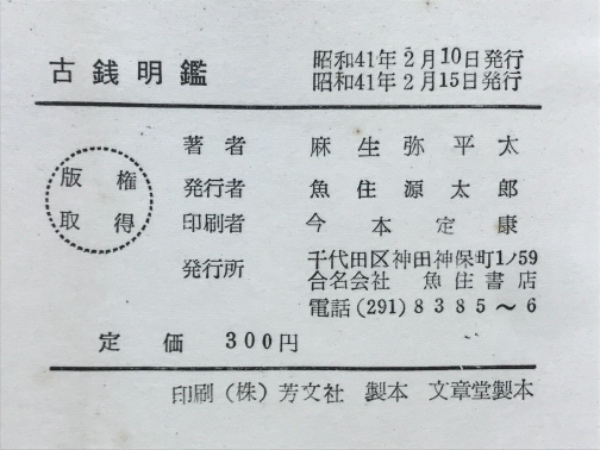 古銭明鑑
昭和41年2月10日発行
昭和41年2月15日発行
版権
取得
著者 麻生弥平太
発行者 魚住源太郎
印刷者 今本定康
発行所 千代田区神田神保町1ノ59
合名会社 魚住書店
電話(291)8385~6
定価 300円
印刷(株)芳文社 製本 文章堂製本